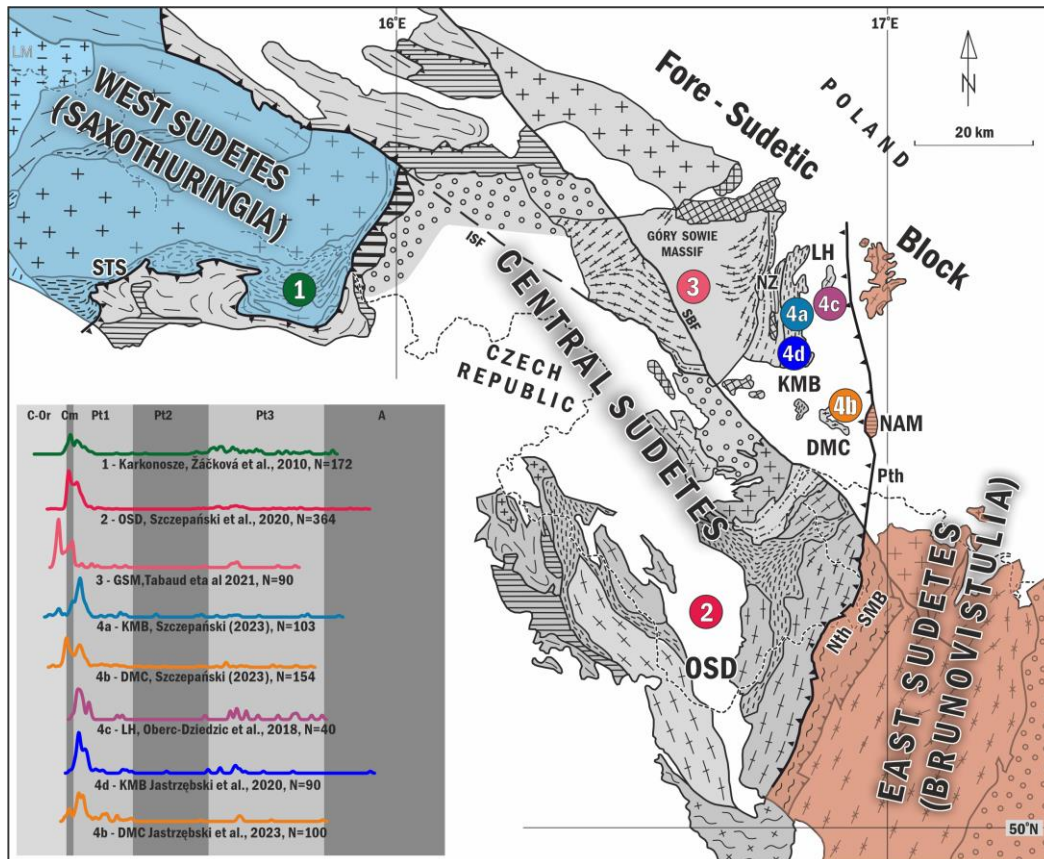 16°E
17°E
LM
WEST SUDETES
(SAXOTHURINGIA)
Fore - Sudetic
Block
POLAND
N
20 km
STS
1
ISF
GÓRY SOWIE
MASSIF
3
SBF
NZ
LH
4c
4a
4d
KMB
4b
DMC
NAM
Pth
CENTRAL SUDETES
CZECH
REPUBLIC
2
OSD
Nth
SMB
EAST SUDETES
(BRUNOVISTULIA)
50°N
C-Or Cm Pt1 Pt2 Pt3 A
1 - Karkonosze, Žáčková et al., 2010, N=172
2 - OSD, Szczepański et al., 2020, N=364
3 - GSM,Tabaud eta al 2021, N=90
4a - KMB, Szczepański (2023), N=103
4b - DMC, Szczepański (2023), N=154
4c - LH, Oberc-Dziedzic et al., 2018, N=40
4d - KMB Jastrzębski et al., 2020, N=90
4b - DMC Jastrzębski et al., 2023, N=100